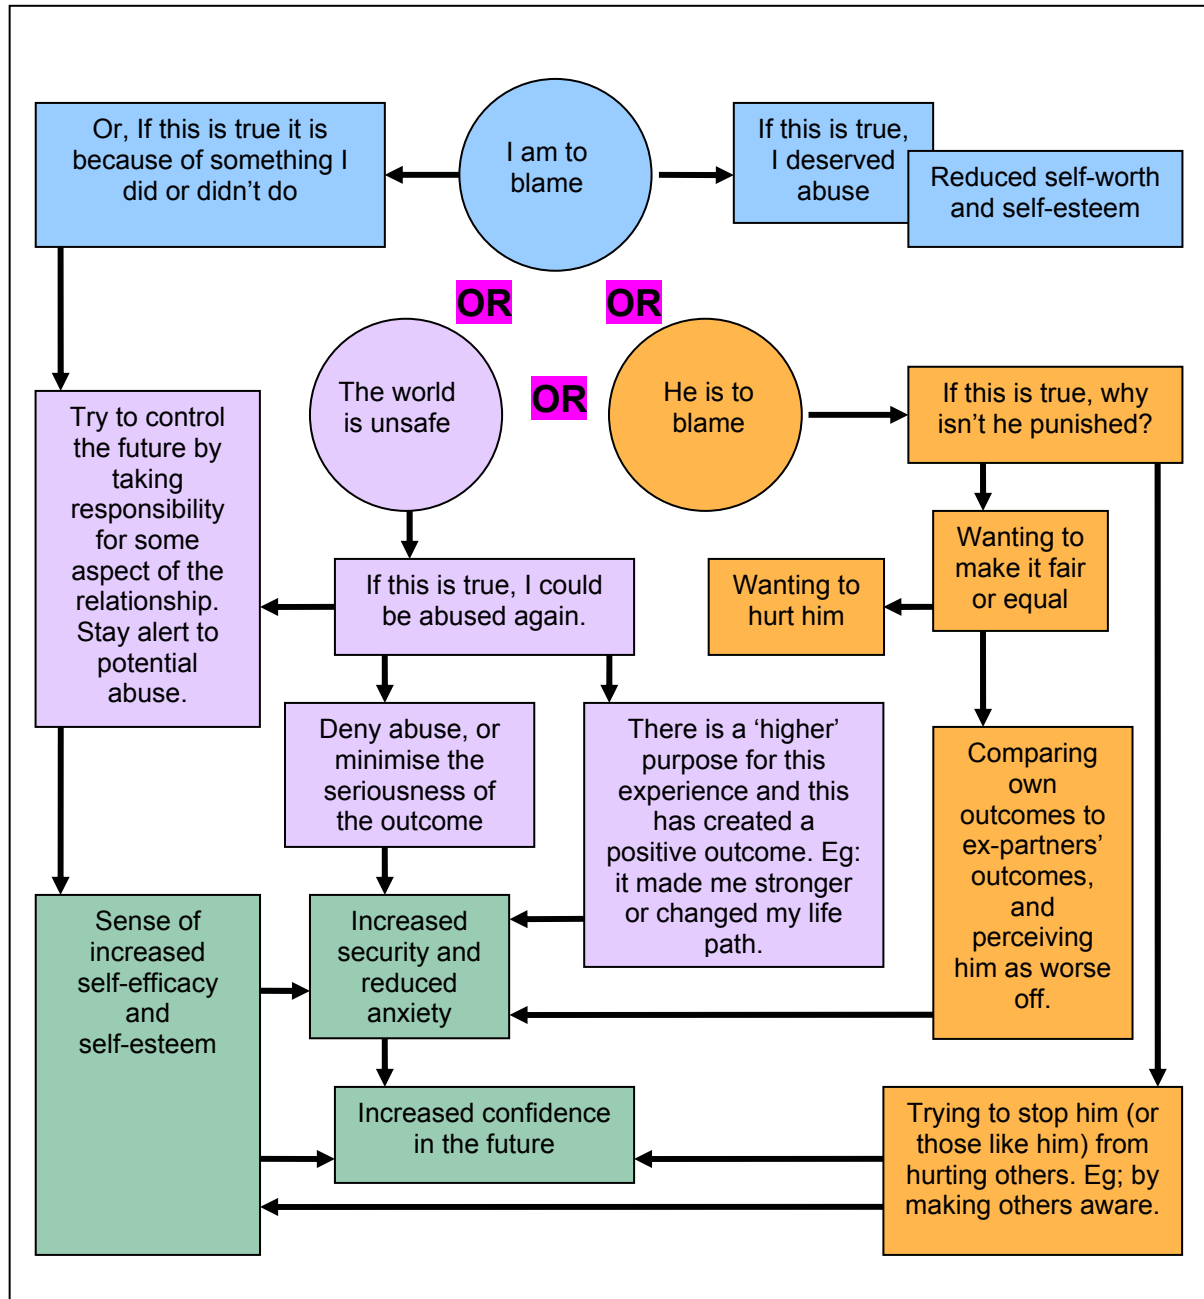 Or, If this is true it is
because of something I
did or didn’t do
I am to
blame
If this is true,
I deserved
abuse
Reduced self-worth
and self-esteem
OR
OR
The world
is unsafe
OR
He is to
blame
If this is true, why
isn’t he punished?
Try to control
the future by
taking
responsibility
for some
aspect of the
relationship.
Stay alert to
potential
abuse.
If this is true, I could
be abused again.
Wanting to
hurt him
Wanting to
make it fair
or equal
Deny abuse, or
minimise the
seriousness of
the outcome
There is a ‘higher’
purpose for this
experience and this
has created a
positive outcome. Eg:
it made me stronger
or changed my life
path.
Comparing
own
outcomes to
ex-partners’
outcomes,
and
perceiving
him as worse
off.
Sense of
increased
self-efficacy
and
self-esteem
Increased
security and
reduced
anxiety
Increased confidence
in the future
Trying to stop him (or
those like him) from
hurting others. Eg; by
making others aware.